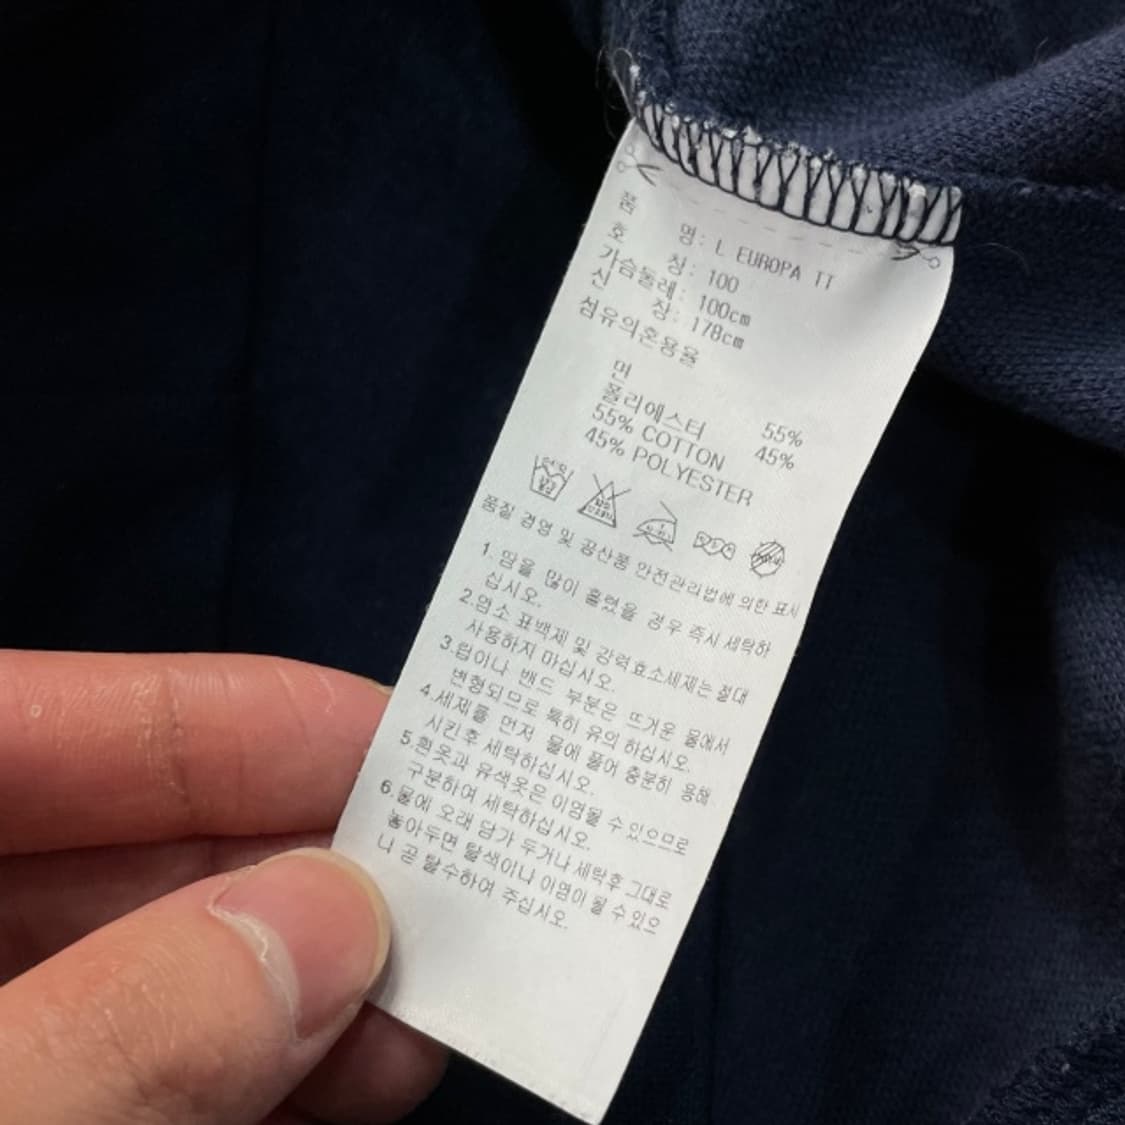 품 명: L EUROPA TT
호 칭: 100
가슴둘레: 100cm
신 장: 178cm
섬유의혼용율
면 55%
폴리에스터 45%
55% COTTON
45% POLYESTER
품질 경영 및 공산품 안전관리법에 의한 표시
1. 땀을 많이 흘렸을 경우 즉시 세탁하
십시오.
2.염소 표백제 및 강력효소세제는 절대
사용하지 마십시오.
3.립이나 밴드 부분은 뜨거운 물에서
변형되므로 특히 유의 하십시오.
4.세제를 먼저 물에 풀어 충분히 용해
시킨후 세탁하십시오.
5.흰옷과 유색옷은 이염될 수 있으므로
구분하여 세탁하십시오.
6.물에 오래 담가 두거나 세탁후 그대로
놓아두면 탈색이나 이염이 될 수 있으
니 곧 탈수하여 주십시오.